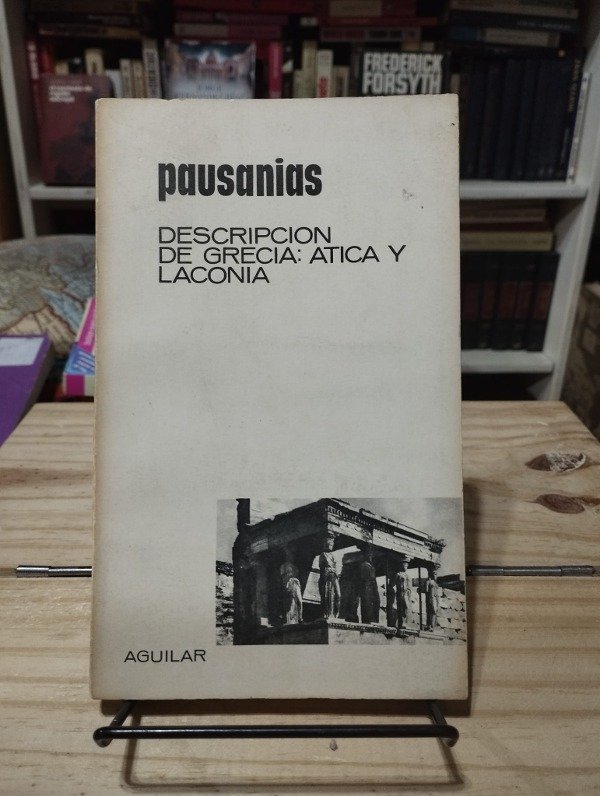 FREDERICK
FORSYTH
pausanias
DESCRIPCION
DE GRECIA: ATICA Y
LACONIA
AGUILAR